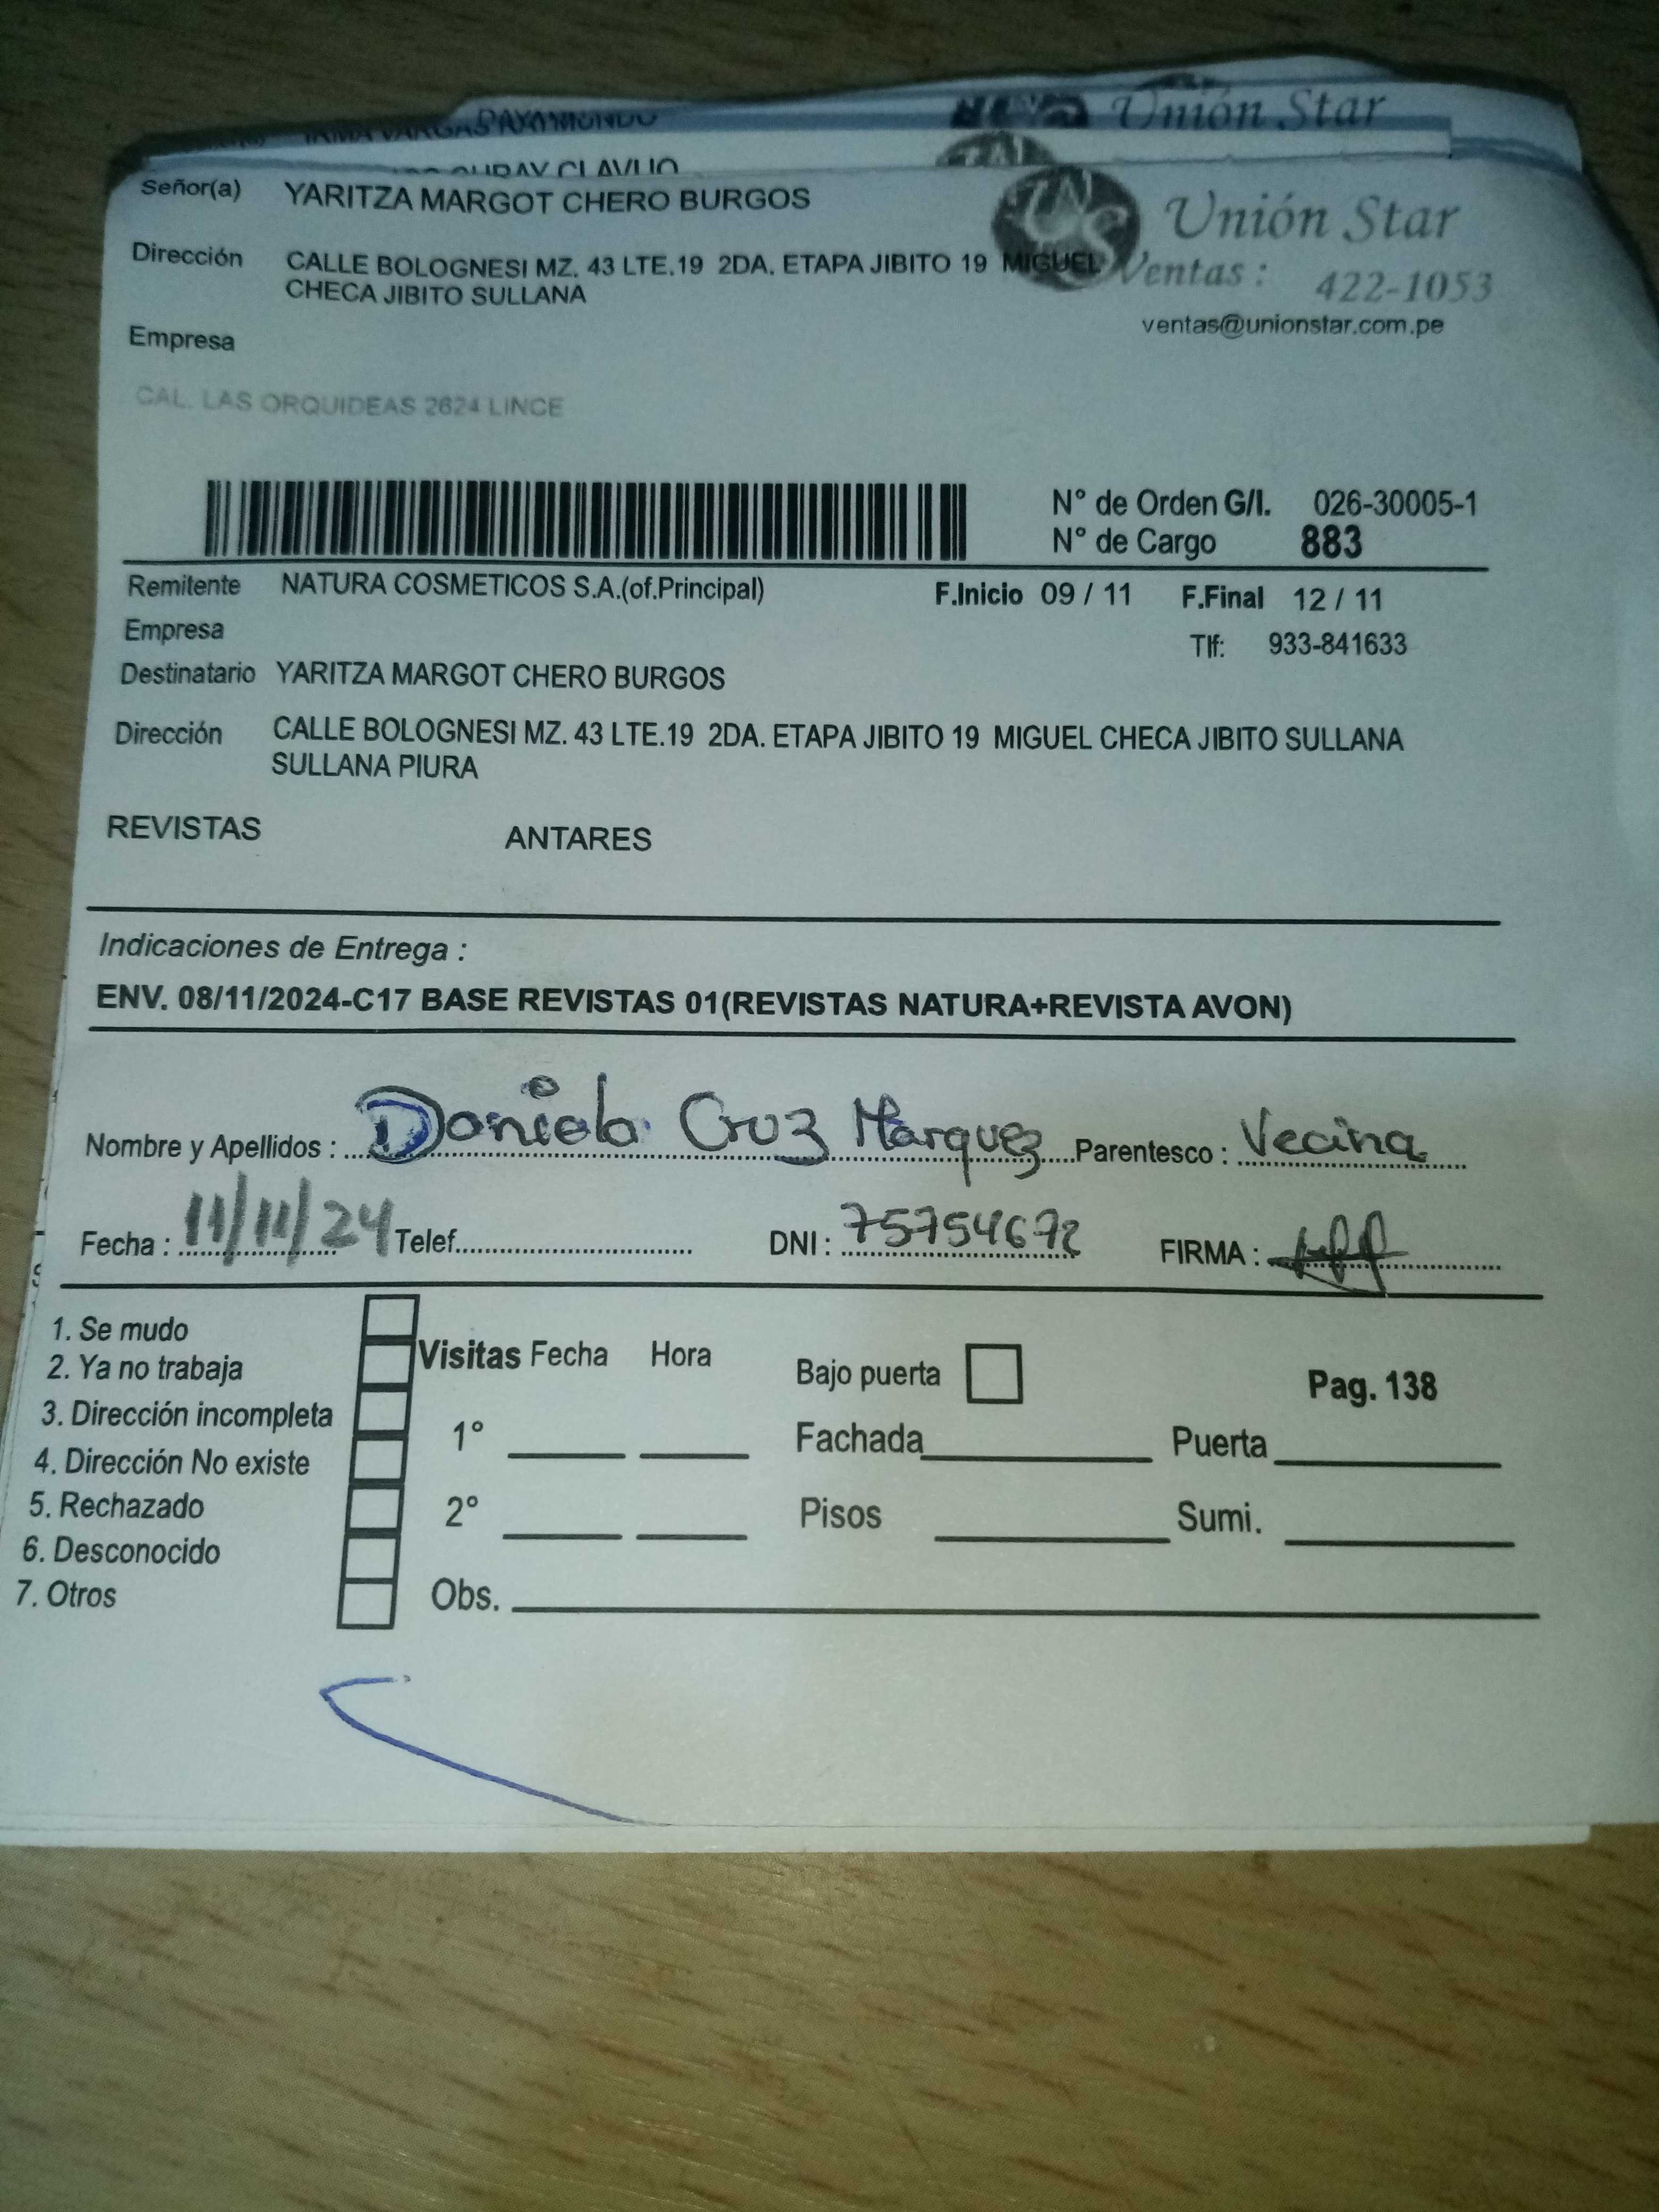 IRMA VARGAS
CLAVIJO
Unión Star
Señor(a) YARITZA MARGOT CHERO BURGOS
Unión Star
Dirección CALLE BOLOGNESI MZ. 43 LTE.19 2DA. ETAPA JIBITO 19 MIGUEL
CHECA JIBITO SULLANA
Ventas : 422-1053
ventas@unionstar.com.pe
Empresa
CAL. LAS ORQUIDEAS 2624 LINCE
N° de Orden G/I. 026-30005-1
N° de Cargo 883
Remitente NATURA COSMETICOS S.A.(of.Principal) F.Inicio 09 / 11 F.Final 12 / 11
Empresa Tlf: 933-841633
Destinatario YARITZA MARGOT CHERO BURGOS
Dirección CALLE BOLOGNESI MZ. 43 LTE.19 2DA. ETAPA JIBITO 19 MIGUEL CHECA JIBITO SULLANA
SULLANA PIURA
REVISTAS ANTARES
Indicaciones de Entrega :
ENV. 08/11/2024-C17 BASE REVISTAS 01(REVISTAS NATURA+REVISTA AVON)
Nombre y Apellidos : Daniela Cruz Marquez Parentesco : Vecina
Fecha : 11/11/24 Telef. DNI : 75754672 FIRMA :
1. Se mudo
2. Ya no trabaja
3. Dirección incompleta
4. Dirección No existe
5. Rechazado
6. Desconocido
7. Otros
Visitas Fecha Hora
1°
2°
Obs.
Bajo puerta Pag. 138
Fachada Puerta
Pisos Sumi.